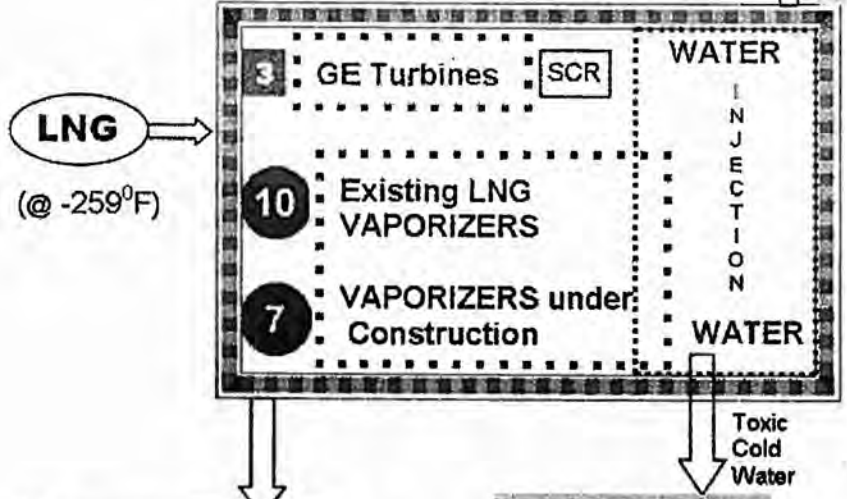 3 GE Turbines SCR
WATER
INJECTION
LNG
(@ -259⁰F)
10 Existing LNG
VAPORIZERS
7 VAPORIZERS under
Construction
WATER
Toxic
Cold
Water